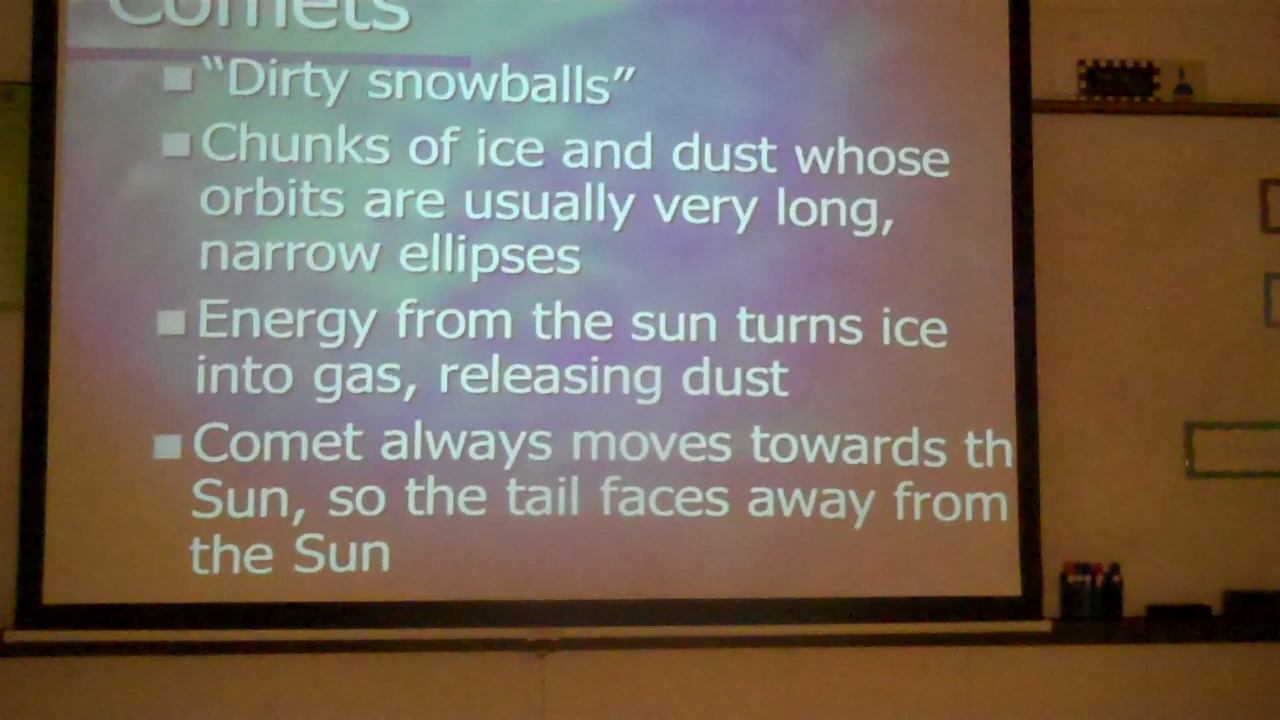 Comets
"Dirty snowballs"
Chunks of ice and dust whose
orbits are usually very long,
narrow ellipses
Energy from the sun turns ice
into gas, releasing dust
Comet always moves towards th
Sun, so the tail faces away from
the Sun